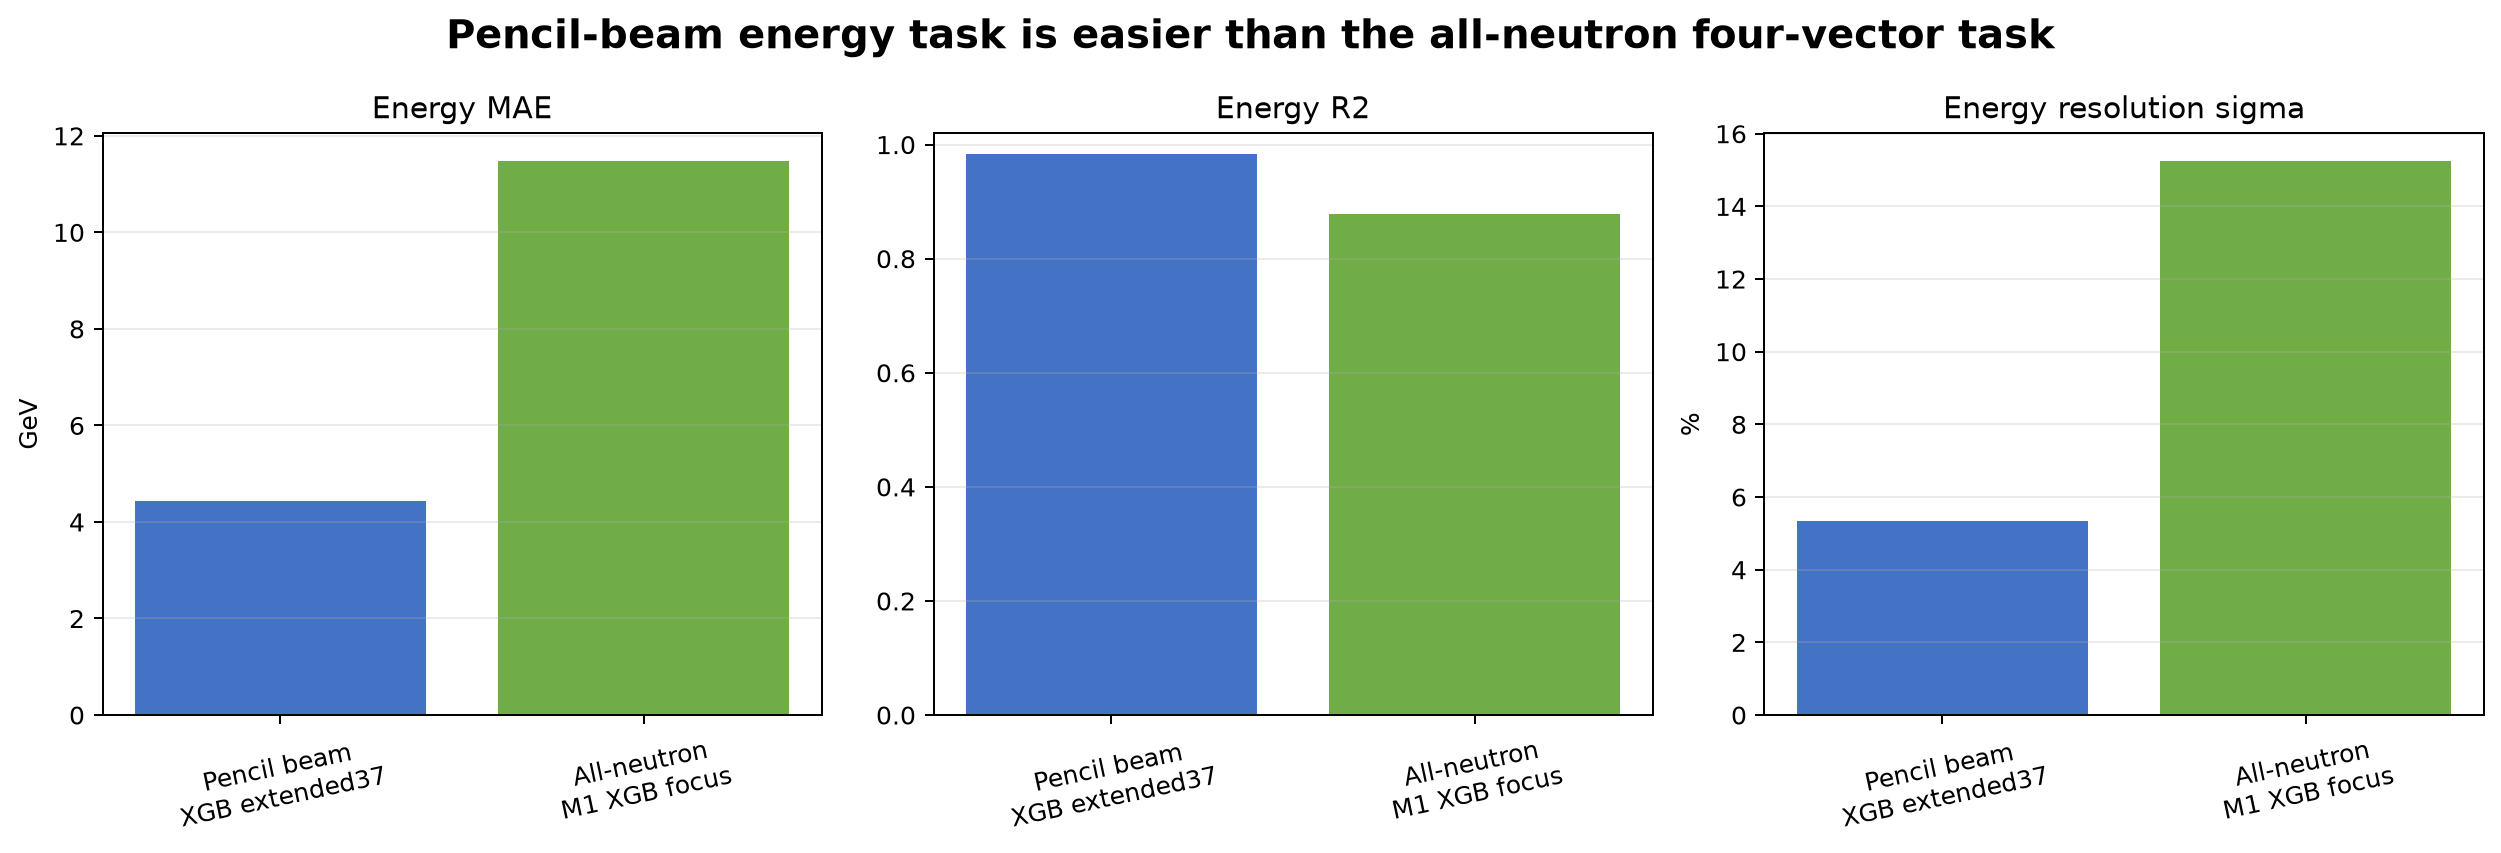 Pencil-beam energy task is easier than the all-neutron four-vector task
Energy MAE
12
10
8
6
4
2
0
GeV
Pencil beam
XGB extended37
All-neutron
M1 XGB focus
Energy R2
1.0
0.8
0.6
0.4
0.2
0.0
Pencil beam
XGB extended37
All-neutron
M1 XGB focus
Energy resolution sigma
16
14
12
10
8
6
4
2
0
%
Pencil beam
XGB extended37
All-neutron
M1 XGB focus